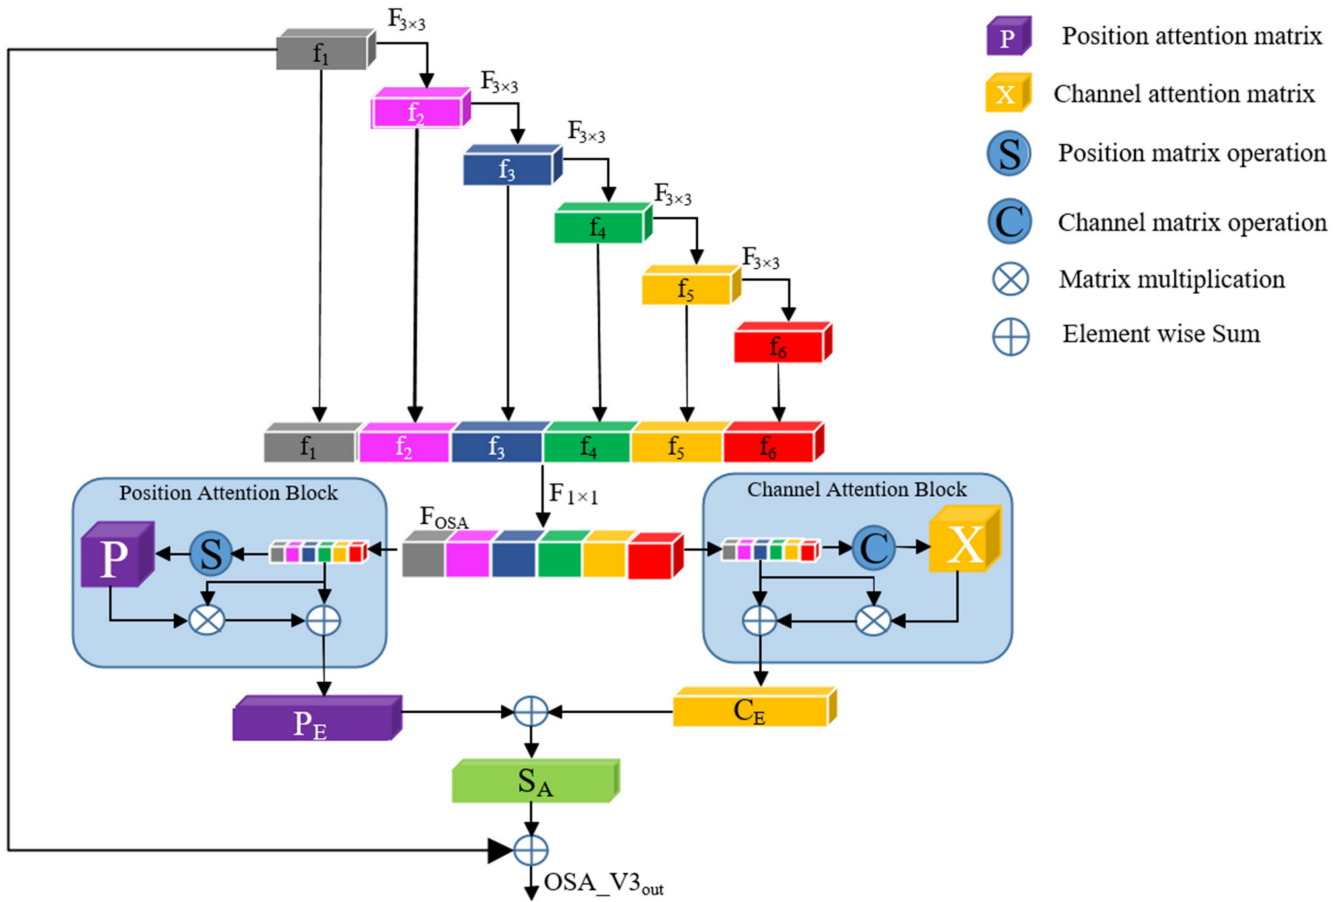 F3×3
f1
F3×3
f2
F3×3
f3
F3×3
f4
F3×3
f5
f6
f1 f2 f3 f4 f5 f6
F1×1
FOSA
Position Attention Block
P S
Channel Attention Block
C X
PE
CE
SA
OSA_V3out
P Position attention matrix
X Channel attention matrix
S Position matrix operation
C Channel matrix operation
Matrix multiplication
Element wise Sum